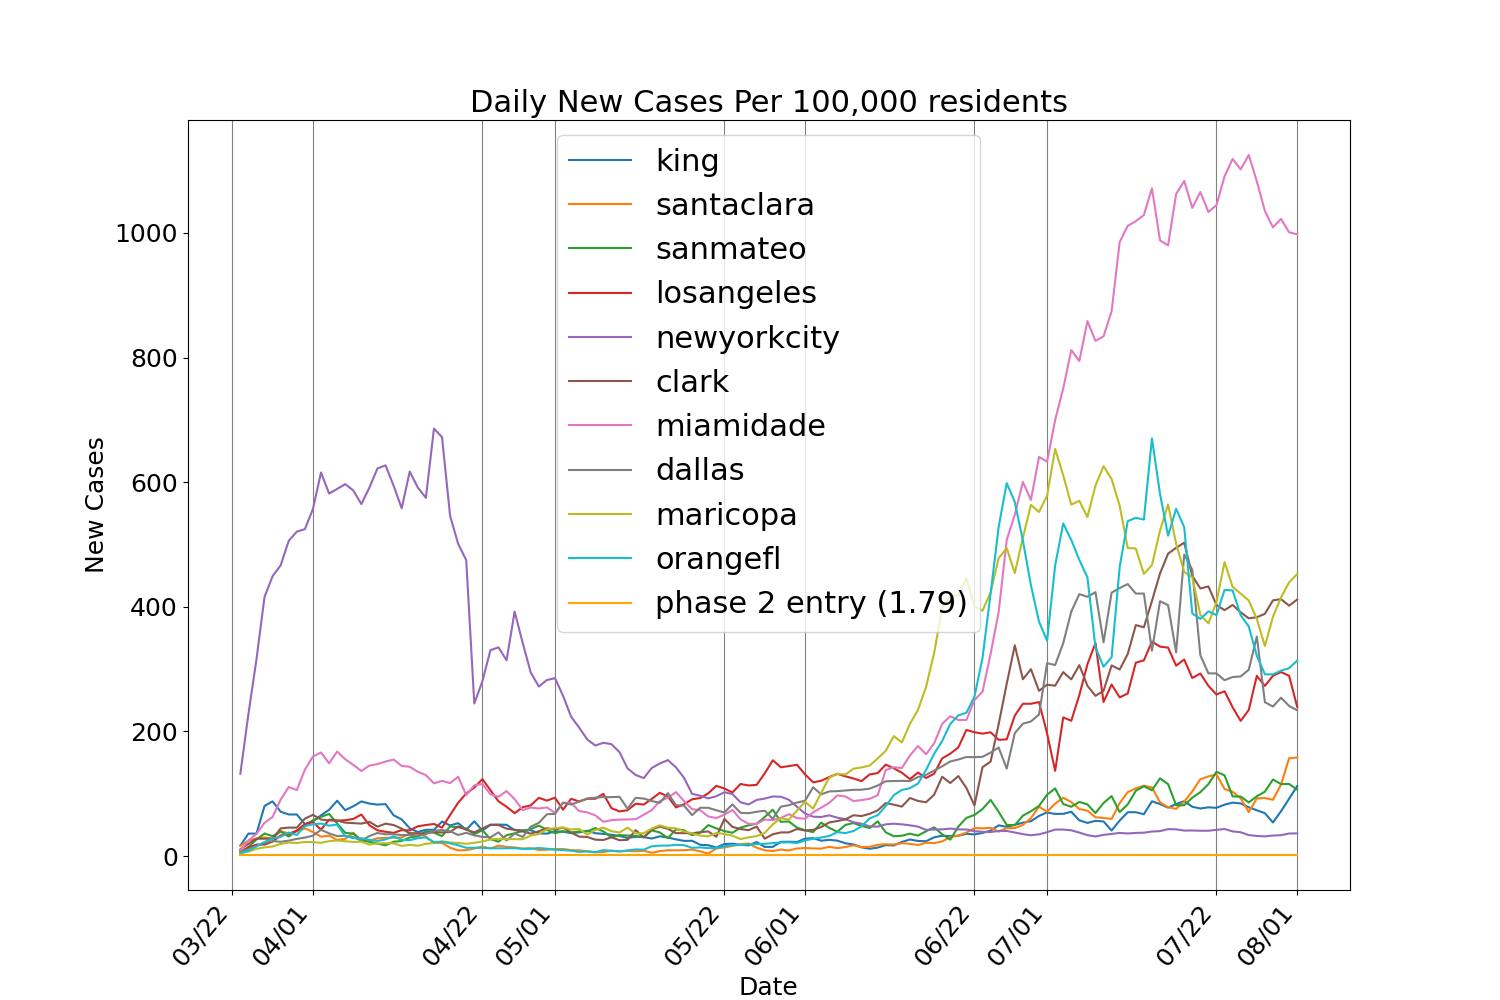 Daily New Cases Per 100,000 residents
king
santaclara
sanmateo
losangeles
newyorkcity
clark
miamidade
dallas
maricopa
orangefl
phase 2 entry (1.79)
New Cases
1000
800
600
400
200
0
03/22
04/01
04/22
05/01
05/22
06/01
06/22
07/01
07/22
08/01
Date